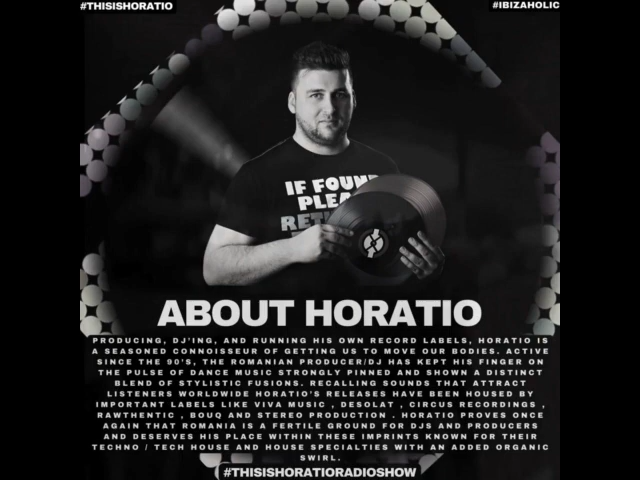 #THISISHORATIO
#IBIZAHOLIC
IF FOUND
PLEA
RET
ABOUT HORATIO
PRODUCING, DJ'ING, AND RUNNING HIS OWN RECORD LABELS, HORATIO IS
A SEASONED CONNOISSEUR OF GETTING US TO MOVE OUR BODIES. ACTIVE
SINCE THE 90'S, THE ROMANIAN PRODUCER/DJ HAS KEPT HIS FINGER ON
THE PULSE OF DANCE MUSIC STRONGLY PINNED AND SHOWN A DISTINCT
BLEND OF STYLISTIC FUSIONS. RECALLING SOUNDS THAT ATTRACT
LISTENERS WORLDWIDE HORATIO'S RELEASES HAVE BEEN HOUSED BY
IMPORTANT LABELS LIKE VIVA MUSIC , DESOLAT , CIRCUS RECORDINGS ,
RAWTHENTIC , BOUQ AND STEREO PRODUCTION . HORATIO PROVES ONCE
AGAIN THAT ROMANIA IS A FERTILE GROUND FOR DJS AND PRODUCERS
AND DESERVES HIS PLACE WITHIN THESE IMPRINTS KNOWN FOR THEIR
TECHNO / TECH HOUSE AND HOUSE SPECIALTIES WITH AN ADDED ORGANIC
SWIRL.
#THISISHORATIORADIOSHOW